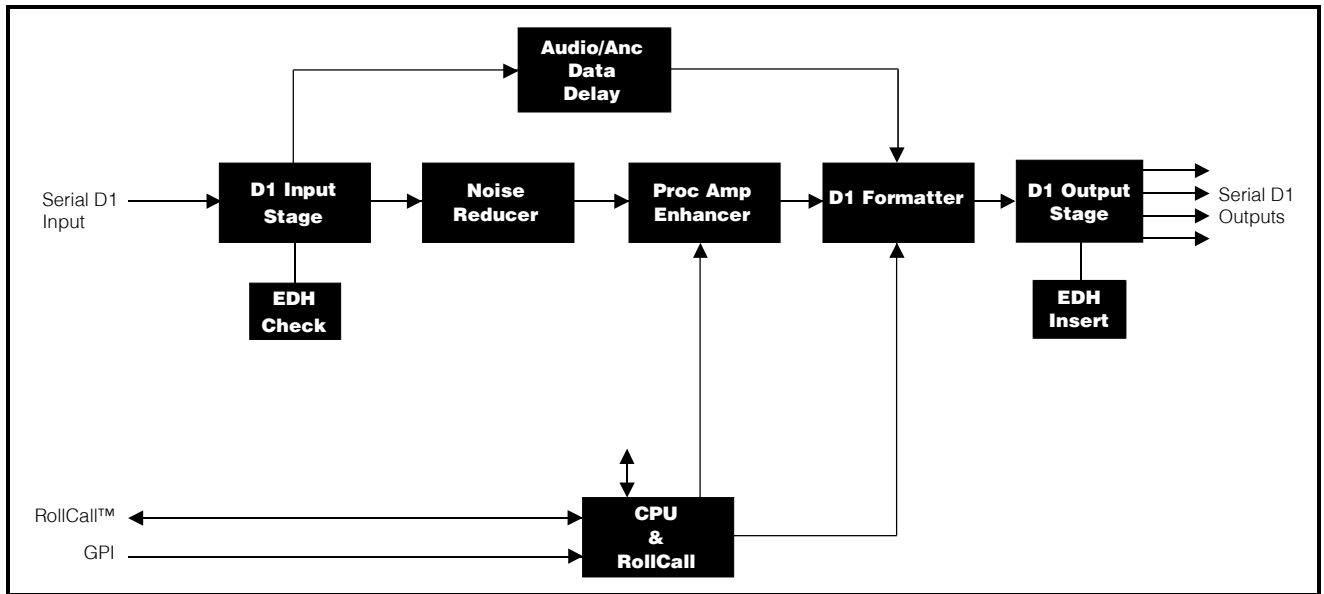 Audio/Anc
Data
Delay
Serial D1
Input
D1 Input
Stage
Noise
Reducer
Proc Amp
Enhancer
D1 Formatter
D1 Output
Stage
Serial D1
Outputs
EDH
Check
EDH
Insert
RollCall™
GPI
CPU
&
RollCall